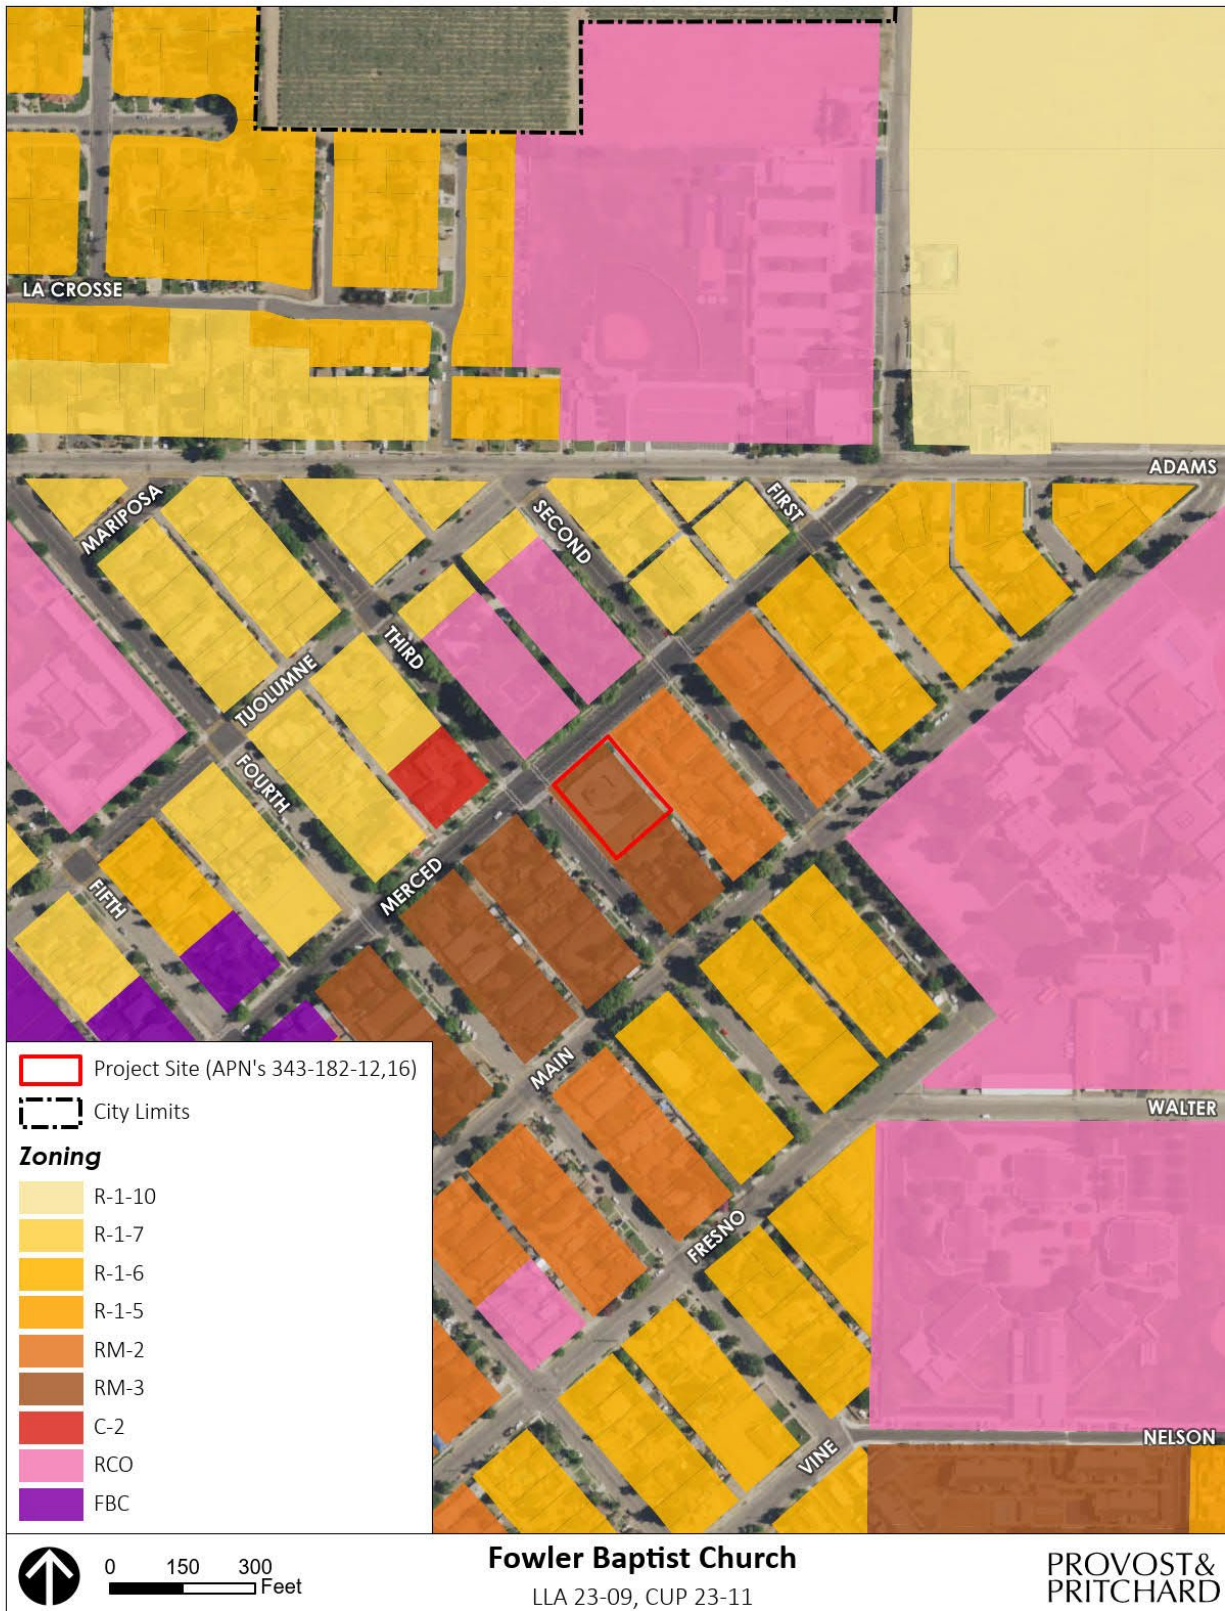 LA CROSSE
ADAMS
MARIPOSA
SECOND
FIRST
THIRD
TUOLUMNE
FOURTH
MERCED
FIFTH
MAIN
WALTER
FRESNO
VINE
NELSON
Project Site (APN's 343-182-12,16)
City Limits
Zoning
R-1-10
R-1-7
R-1-6
R-1-5
RM-2
RM-3
C-2
RCO
FBC
0 150 300
Feet
Fowler Baptist Church
LLA 23-09, CUP 23-11
PROVOST&
PRITCHARD